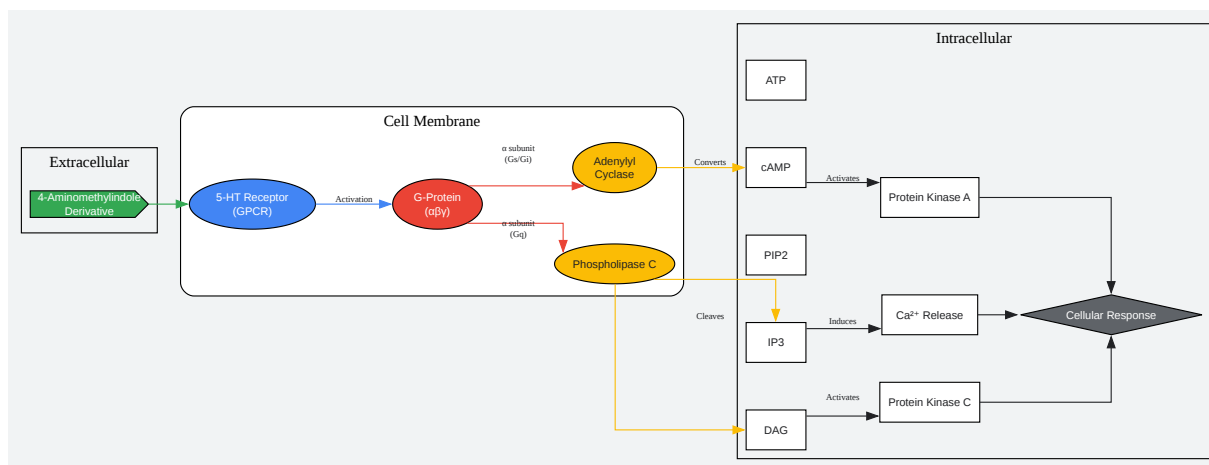 Extracellular
4-Aminomethylindole
Derivative
Cell Membrane
5-HT Receptor
(GPCR)
Activation
G-Protein
(αβγ)
α subunit
(Gs/Gi)
α subunit
(Gq)
Adenylyl
Cyclase
Phospholipase C
Converts
Cleaves
Intracellular
ATP
cAMP
Activates
Protein Kinase A
PIP2
IP3
Induces
Ca²⁺ Release
Cellular Response
DAG
Activates
Protein Kinase C